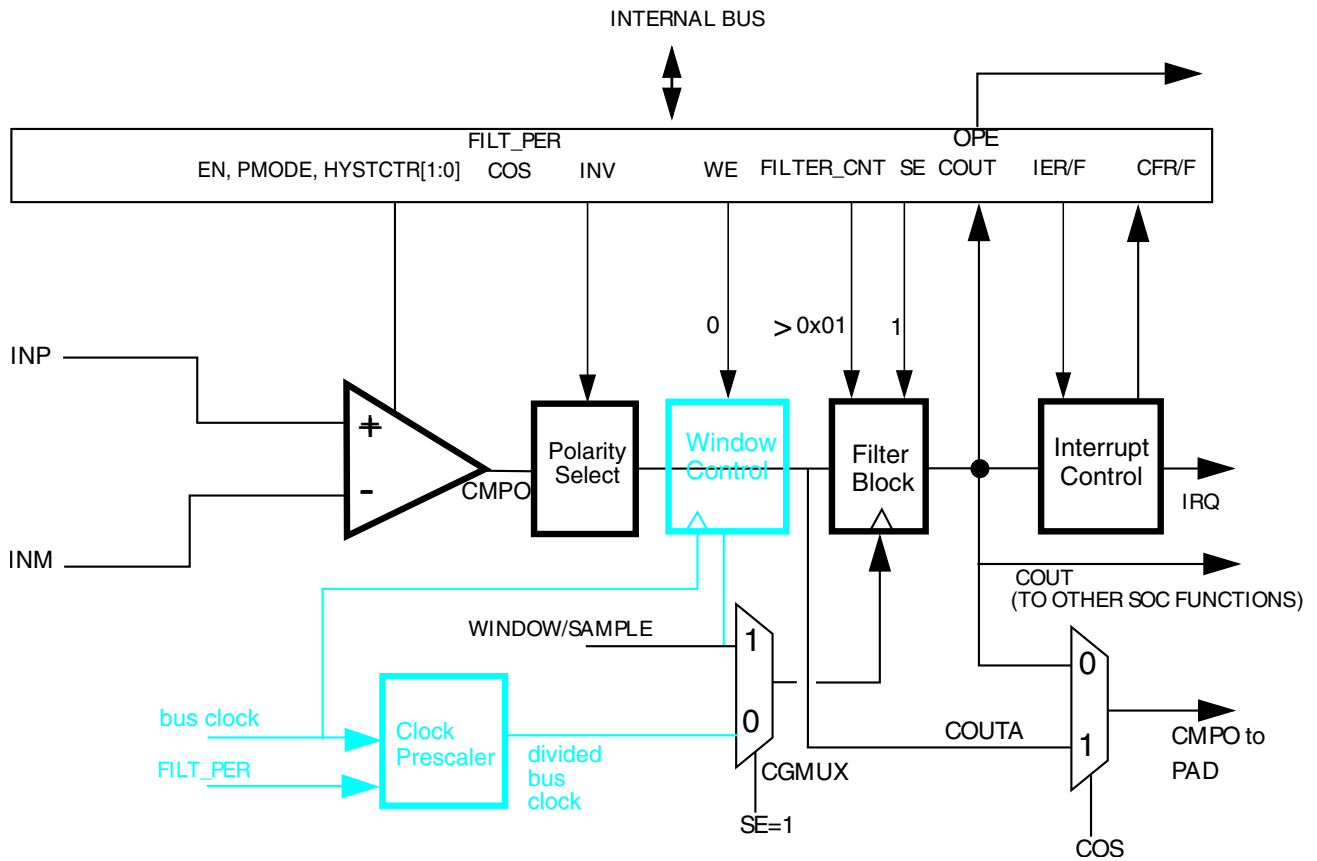 INTERNAL BUS
FILT_PER
OPE
EN, PMODE, HYSTCTR[1:0]
COS
INV
WE
FILTER_CNT
SE
COUT
IER/F
CFR/F
0
> 0x01
1
INP
+
-
INM
CMPO
Polarity
Select
Window
Control
Filter
Block
Interrupt
Control
IRQ
COUT
(TO OTHER SOC FUNCTIONS)
WINDOW/SAMPLE
1
0
CGMUX
SE=1
bus clock
FILT_PER
Clock
Prescaler
divided
bus
clock
COUTA
0
1
CMPO to
PAD
COS